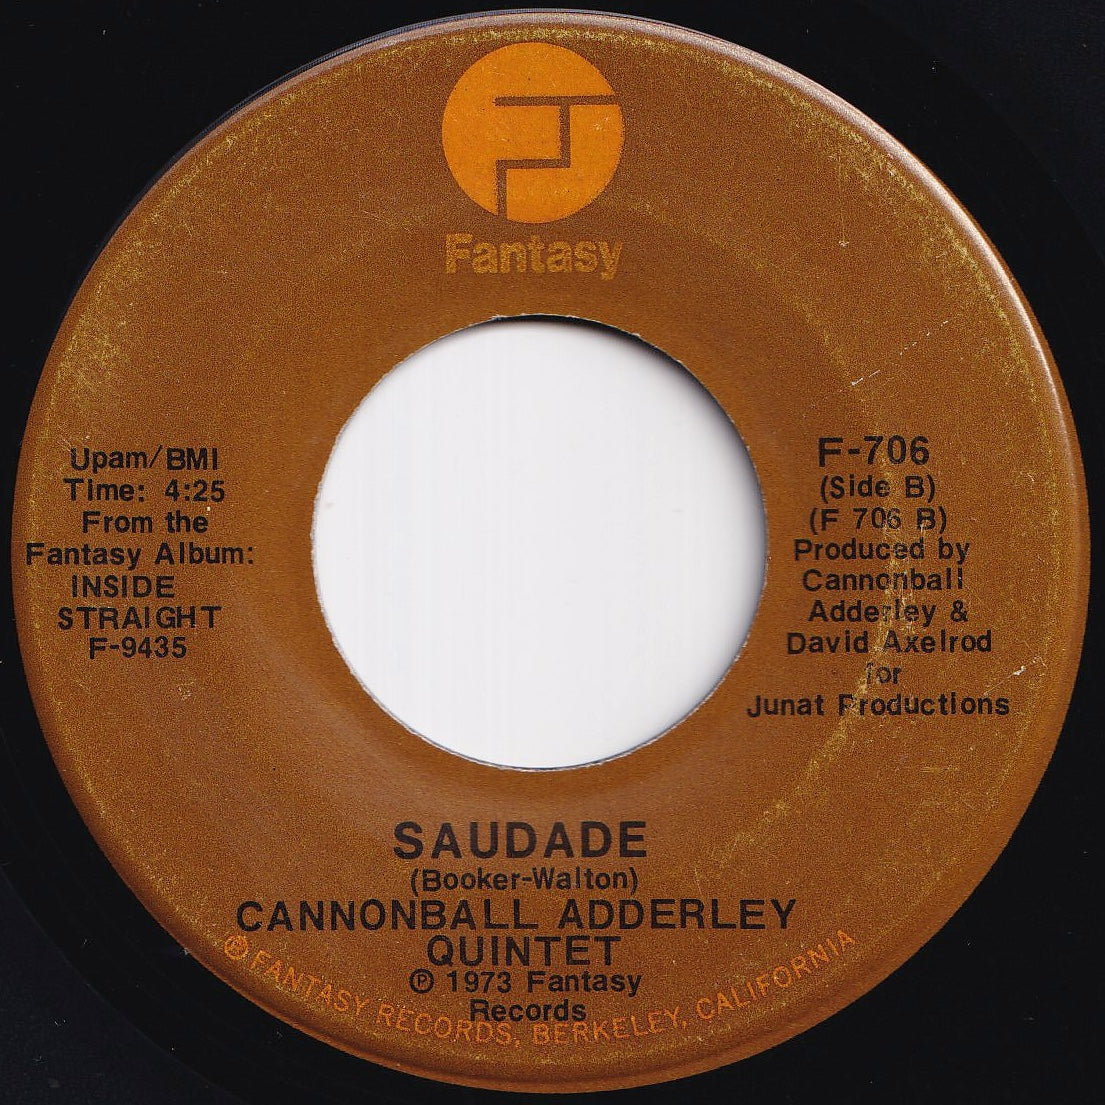 Fantasy
Upam/BMI
Time: 4:25
From the
Fantasy Album:
INSIDE
STRAIGHT
F-9435
F-706
(Side B)
(F 706 B)
Produced by
Cannonball
Adderley &
David Axelrod
for
Junat Productions
SAUDADE
(Booker-Walton)
CANNONBALL ADDERLEY
QUINTET
℗ 1973 Fantasy
Records
℗ FANTASY RECORDS, BERKELEY, CALIFORNIA